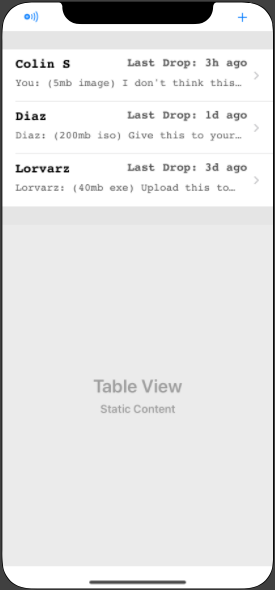 Colin S Last Drop: 3h ago
You: (5mb image) I don't think this…
Diaz Last Drop: 1d ago
Diaz: (200mb iso) Give this to your…
Lorvarz Last Drop: 3d ago
Lorvarz: (40mb exe) Upload this to…
Table View
Static Content